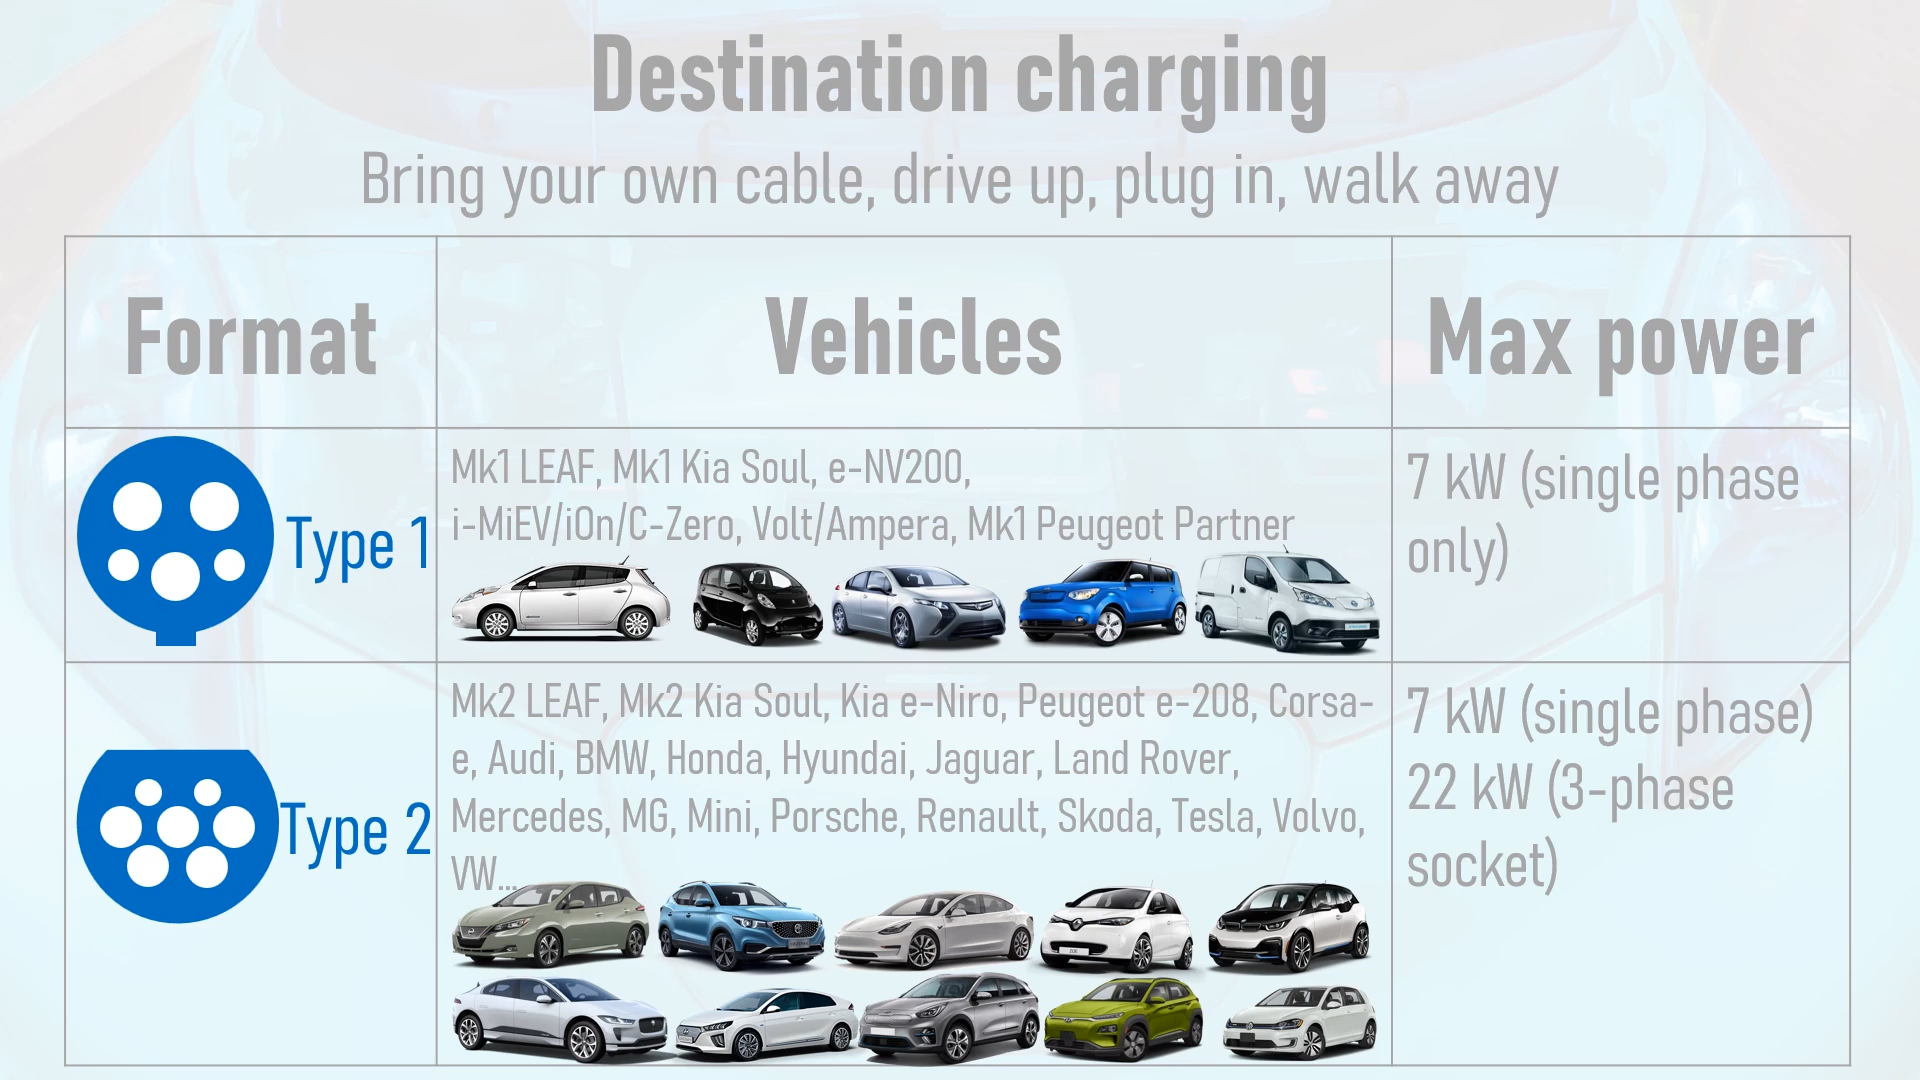 Destination charging
Bring your own cable, drive up, plug in, walk away
Format
Vehicles
Max power
Type 1
Mk1 LEAF, Mk1 Kia Soul, e-NV200,
i-MiEV/iOn/C-Zero, Volt/Ampera, Mk1 Peugeot Partner
7 kW (single phase
only)
Type 2
Mk2 LEAF, Mk2 Kia Soul, Kia e-Niro, Peugeot e-208, Corsa-
e, Audi, BMW, Honda, Hyundai, Jaguar, Land Rover,
Mercedes, MG, Mini, Porsche, Renault, Skoda, Tesla, Volvo,
VW...
7 kW (single phase)
22 kW (3-phase
socket)